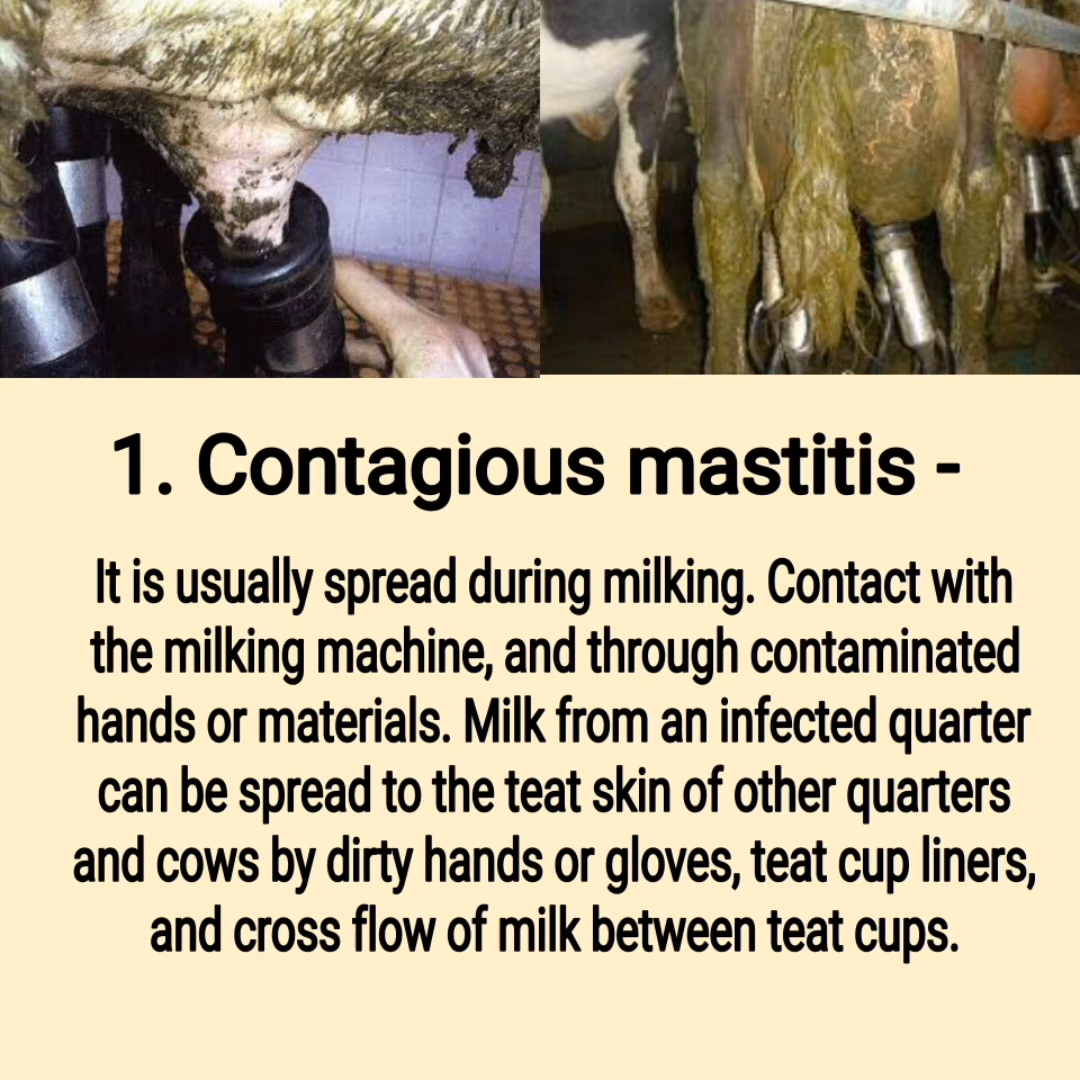 1. Contagious mastitis -
It is usually spread during milking. Contact with
the milking machine, and through contaminated
hands or materials. Milk from an infected quarter
can be spread to the teat skin of other quarters
and cows by dirty hands or gloves, teat cup liners,
and cross flow of milk between teat cups.